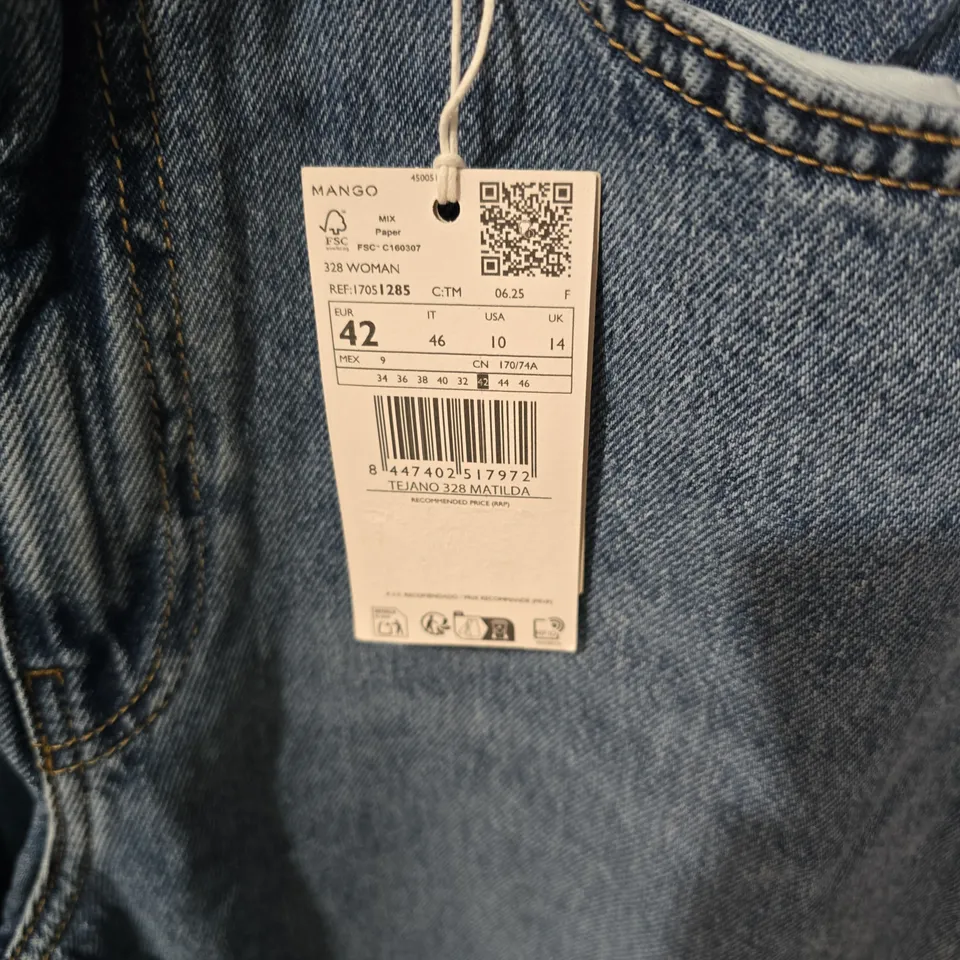 MANGO
45005
MIX
Paper
FSC
FSC™ C160307
328 WOMAN
REF:17051285 C:TM 06.25 F
EUR IT USA UK
42 46 10 14
MEX 9 CN 170/74A
34 36 38 40 32 42 44 46
8 447402 517972
TEJANO 328 MATILDA
RECOMMENDED PRICE (RRP)